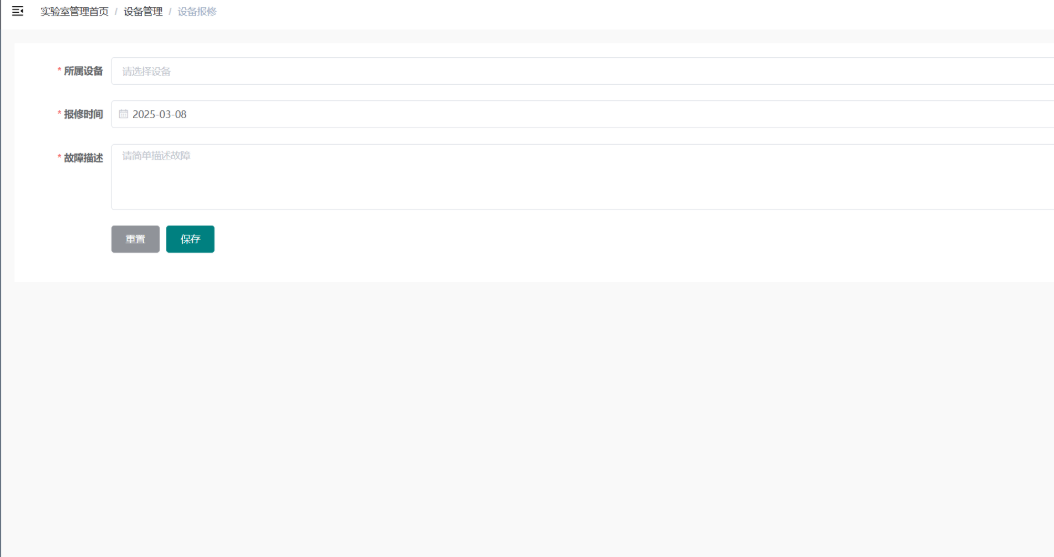 实验室管理首页 / 设备管理 / 设备报修
* 所属设备 请选择设备
* 报修时间 2025-03-08
* 故障描述 请简单描述故障
重置 保存